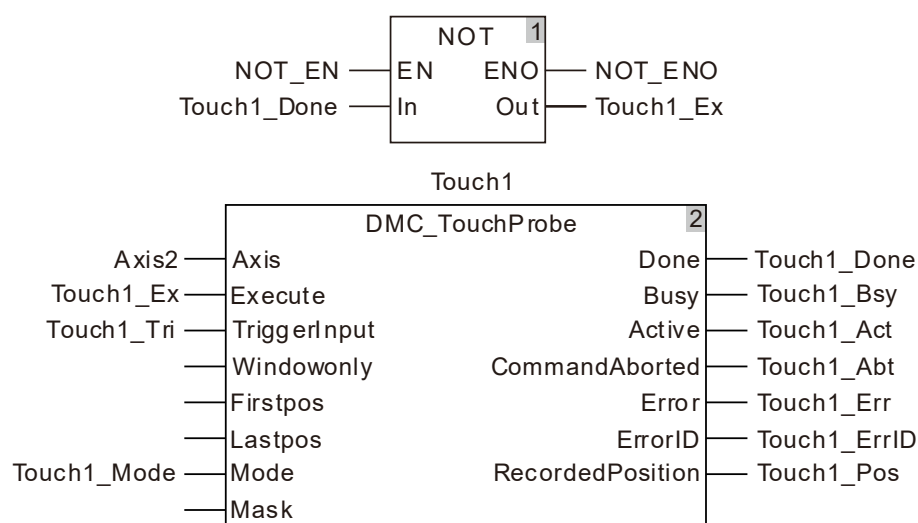 NOT 1
NOT_EN EN ENO NOT_ENO
Touch1_Done In Out Touch1_Ex
Touch1
DMC_TouchProbe 2
Axis2 Axis Done Touch1_Done
Touch1_Ex Execute Busy Touch1_Bsy
Touch1_Tri TriggerInput Active Touch1_Act
Windowonly CommandAborted Touch1_Abt
Firstpos Error Touch1_Err
Lastpos ErrorID Touch1_ErrID
Touch1_Mode Mode RecordedPosition Touch1_Pos
Mask